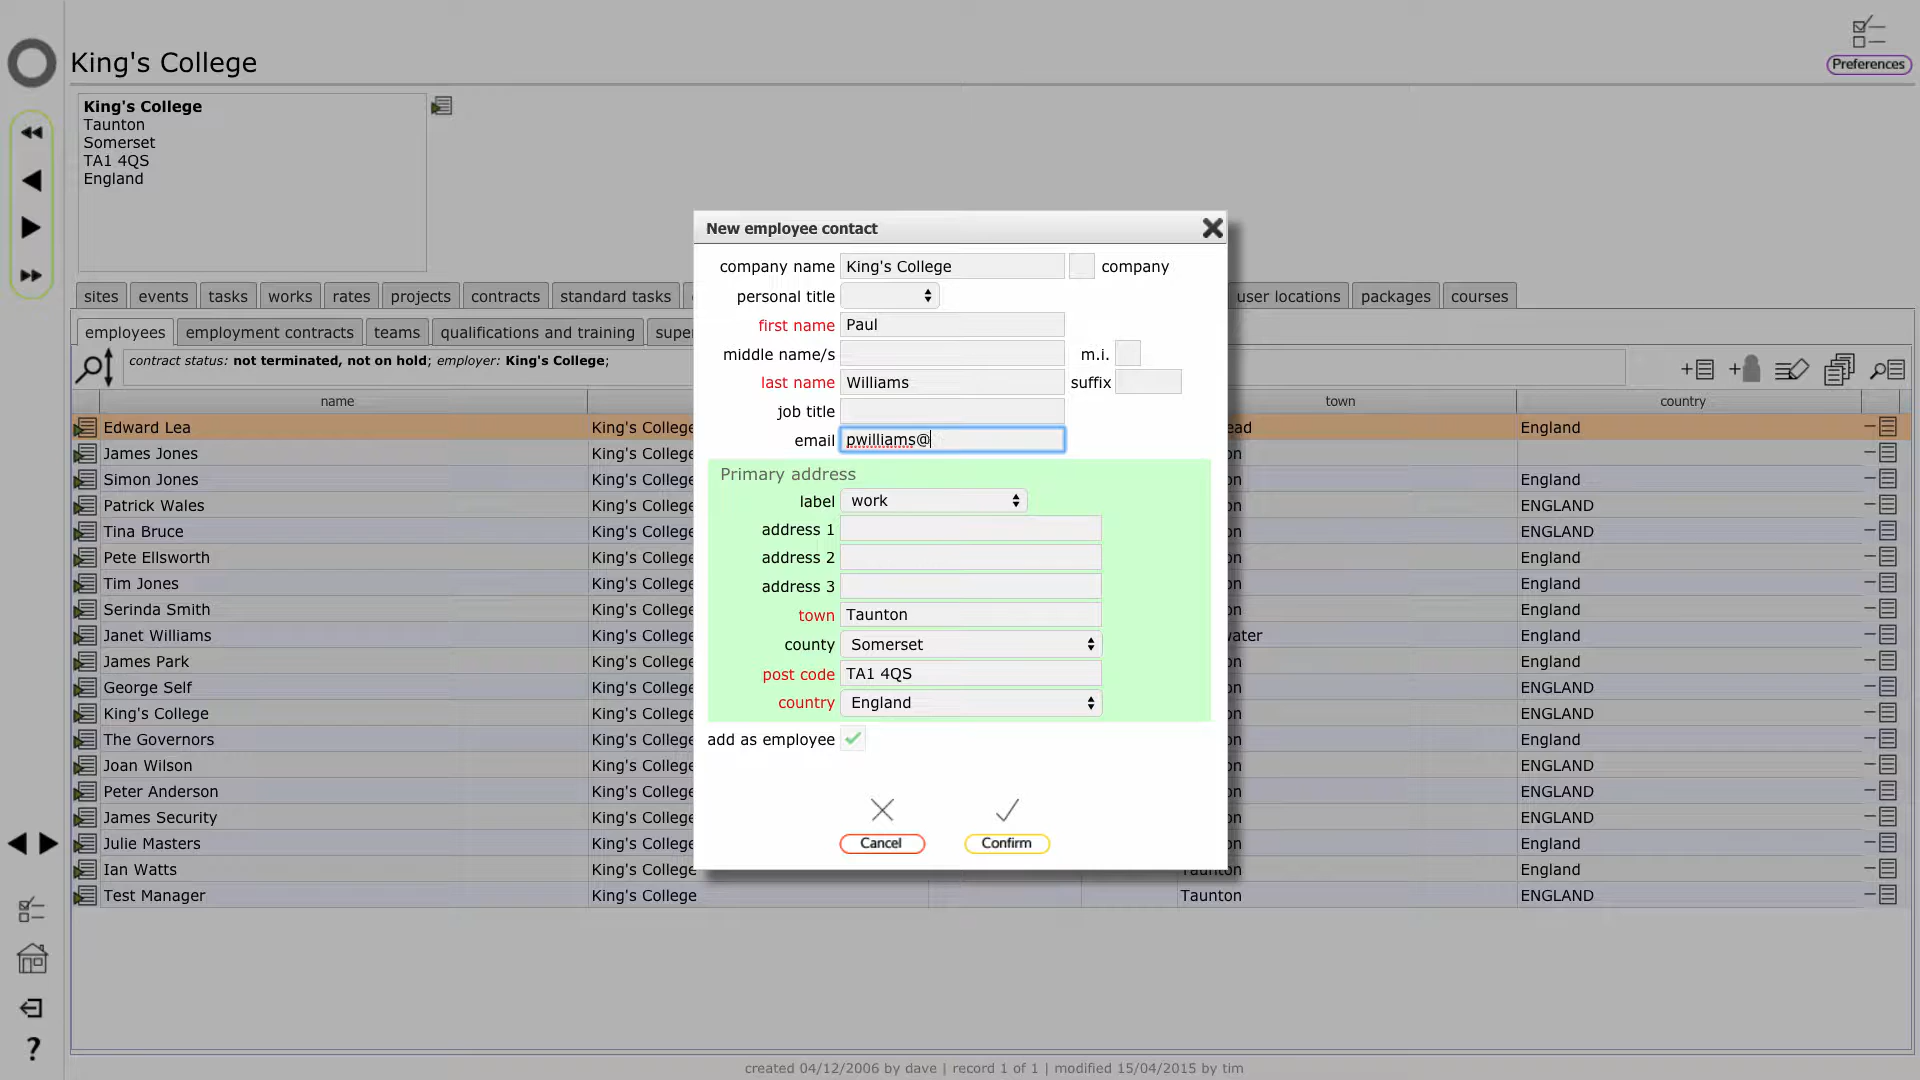 King's College
Preferences
King's College
Taunton
Somerset
TA1 4QS
England
sites events tasks works rates projects contracts standard tasks user locations packages courses
employees employment contracts teams qualifications and training
contract status: not terminated, not on hold; employer: King's College;
name town country
Edward Lea King's College England
James Jones King's College
Simon Jones King's College England
Patrick Wales King's College ENGLAND
Tina Bruce King's College ENGLAND
Pete Ellsworth King's College England
Tim Jones King's College England
Serinda Smith King's College England
Janet Williams King's College England
James Park King's College England
George Self King's College ENGLAND
King's College King's College ENGLAND
The Governors King's College England
Joan Wilson King's College ENGLAND
Peter Anderson King's College ENGLAND
James Security King's College ENGLAND
Julie Masters King's College England
Ian Watts King's College Taunton England
Test Manager King's College Taunton ENGLAND
New employee contact
company name King's College company
personal title
first name Paul
middle name/s m.i.
last name Williams suffix
job title
email pwilliams@
Primary address
label work
address 1
address 2
address 3
town Taunton
county Somerset
post code TA1 4QS
country England
add as employee
Cancel Confirm
?
created 04/12/2006 by dave | record 1 of 1 | modified 15/04/2015 by tim